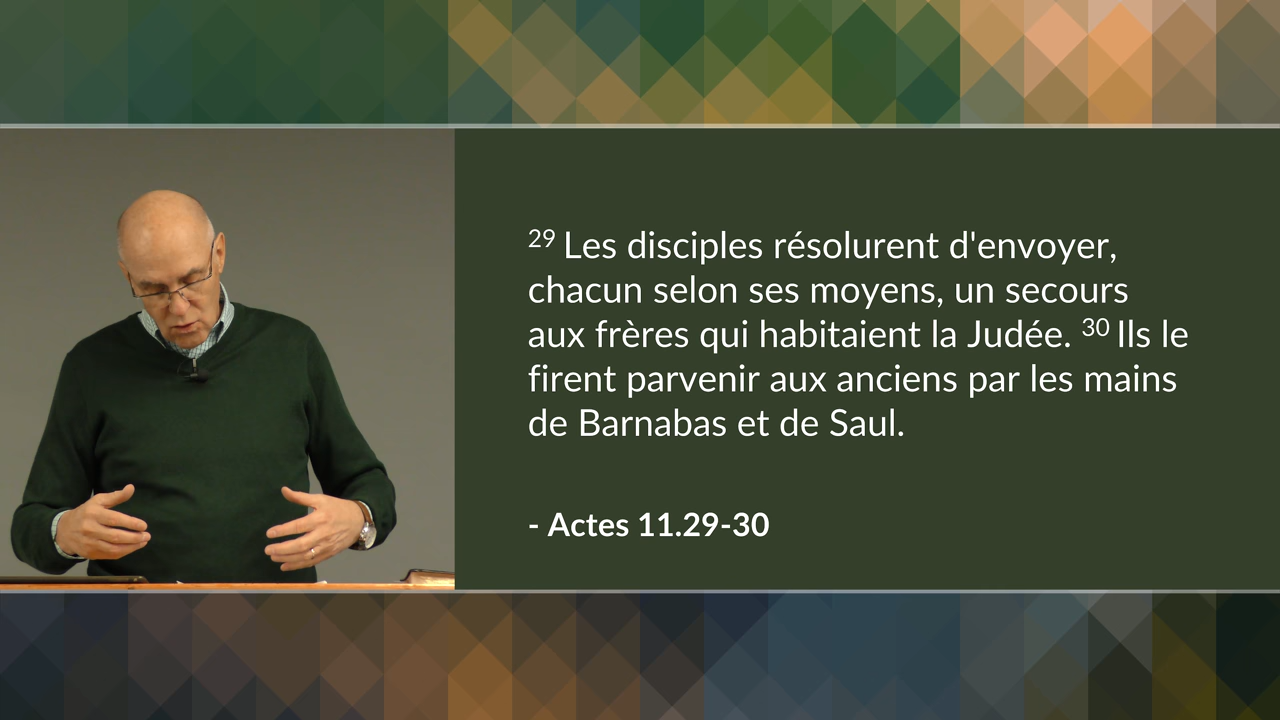 29 Les disciples résolurent d'envoyer,
chacun selon ses moyens, un secours
aux frères qui habitaient la Judée. 30 Ils le
firent parvenir aux anciens par les mains
de Barnabas et de Saul.
- Actes 11.29-30